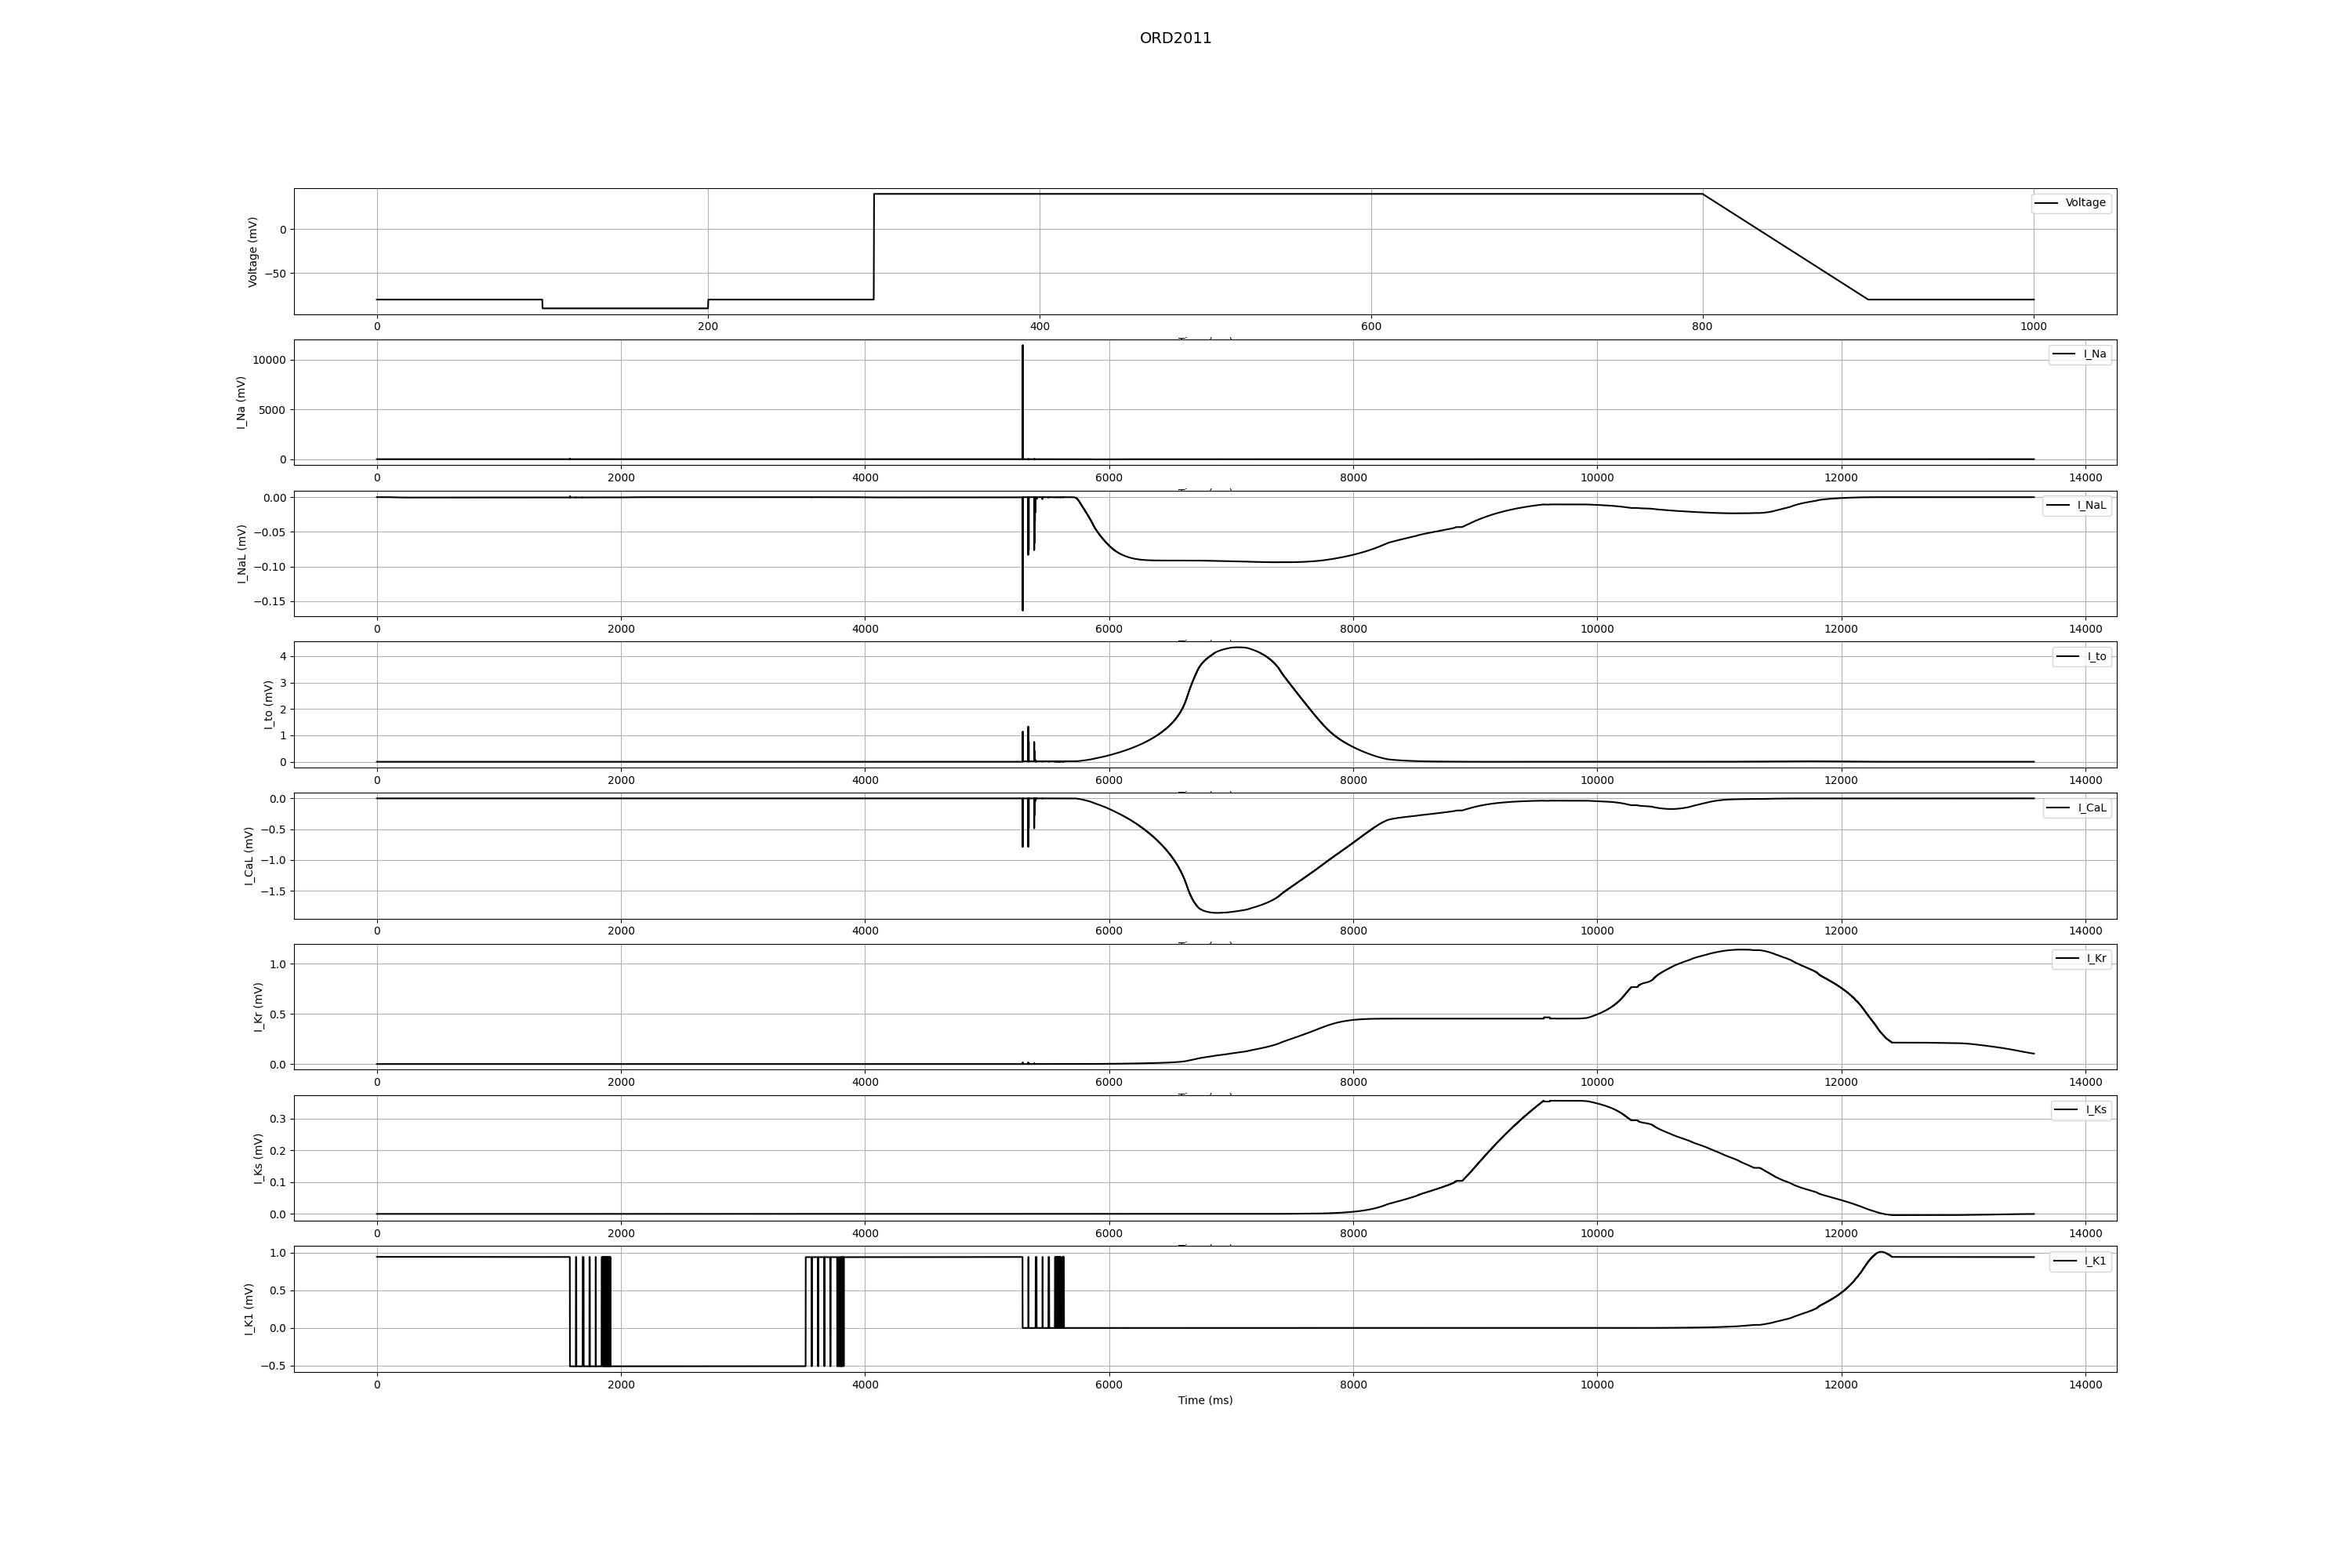 ORD2011
Voltage (mV)
0
−50
Voltage
0 200 400 600 800 1000
I_Na (mV)
10000
5000
0
I_Na
0 2000 4000 6000 8000 10000 12000 14000
I_NaL (mV)
0.00
−0.05
−0.10
−0.15
I_NaL
0 2000 4000 6000 8000 10000 12000 14000
I_to (mV)
4
3
2
1
0
I_to
0 2000 4000 6000 8000 10000 12000 14000
I_CaL (mV)
0.0
−0.5
−1.0
−1.5
I_CaL
0 2000 4000 6000 8000 10000 12000 14000
I_Kr (mV)
1.0
0.5
0.0
I_Kr
0 2000 4000 6000 8000 10000 12000 14000
I_Ks (mV)
0.3
0.2
0.1
0.0
I_Ks
0 2000 4000 6000 8000 10000 12000 14000
I_K1 (mV)
1.0
0.5
0.0
−0.5
I_K1
0 2000 4000 6000 8000 10000 12000 14000
Time (ms)